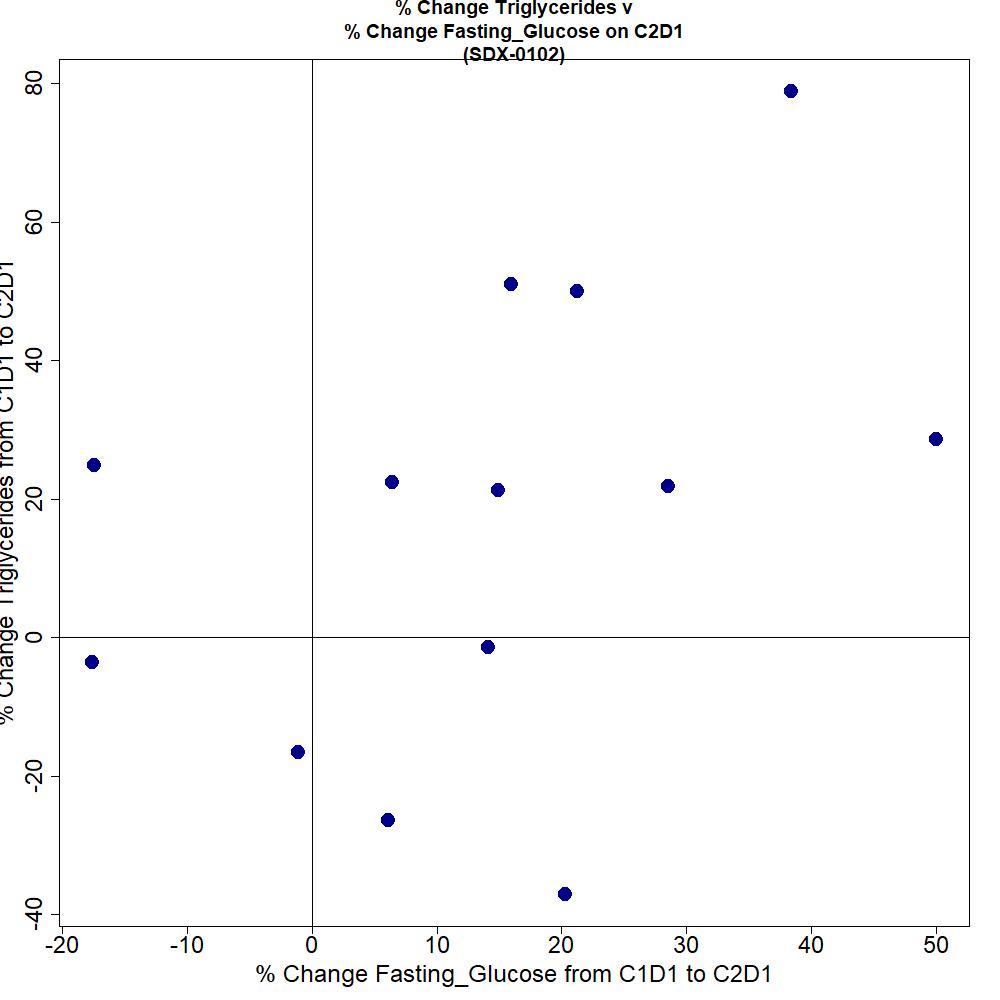 % Change Triglycerides v
% Change Fasting_Glucose on C2D1
(SDX-0102)
% Change Triglycerides from C1D1 to C2D1
80
60
40
20
0
-20
-40
-20 -10 0 10 20 30 40 50
% Change Fasting_Glucose from C1D1 to C2D1